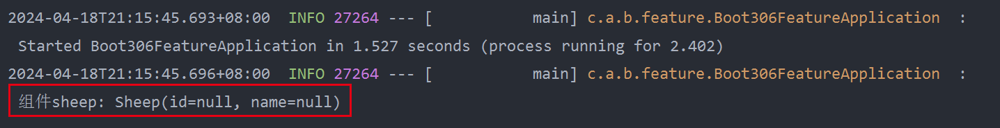 2024-04-18T21:15:45.693+08:00  INFO 27264 --- [           main] c.a.b.feature.Boot306FeatureApplication  :
 Started Boot306FeatureApplication in 1.527 seconds (process running for 2.402)
2024-04-18T21:15:45.696+08:00  INFO 27264 --- [           main] c.a.b.feature.Boot306FeatureApplication  :
 组件sheep: Sheep(id=null, name=null)